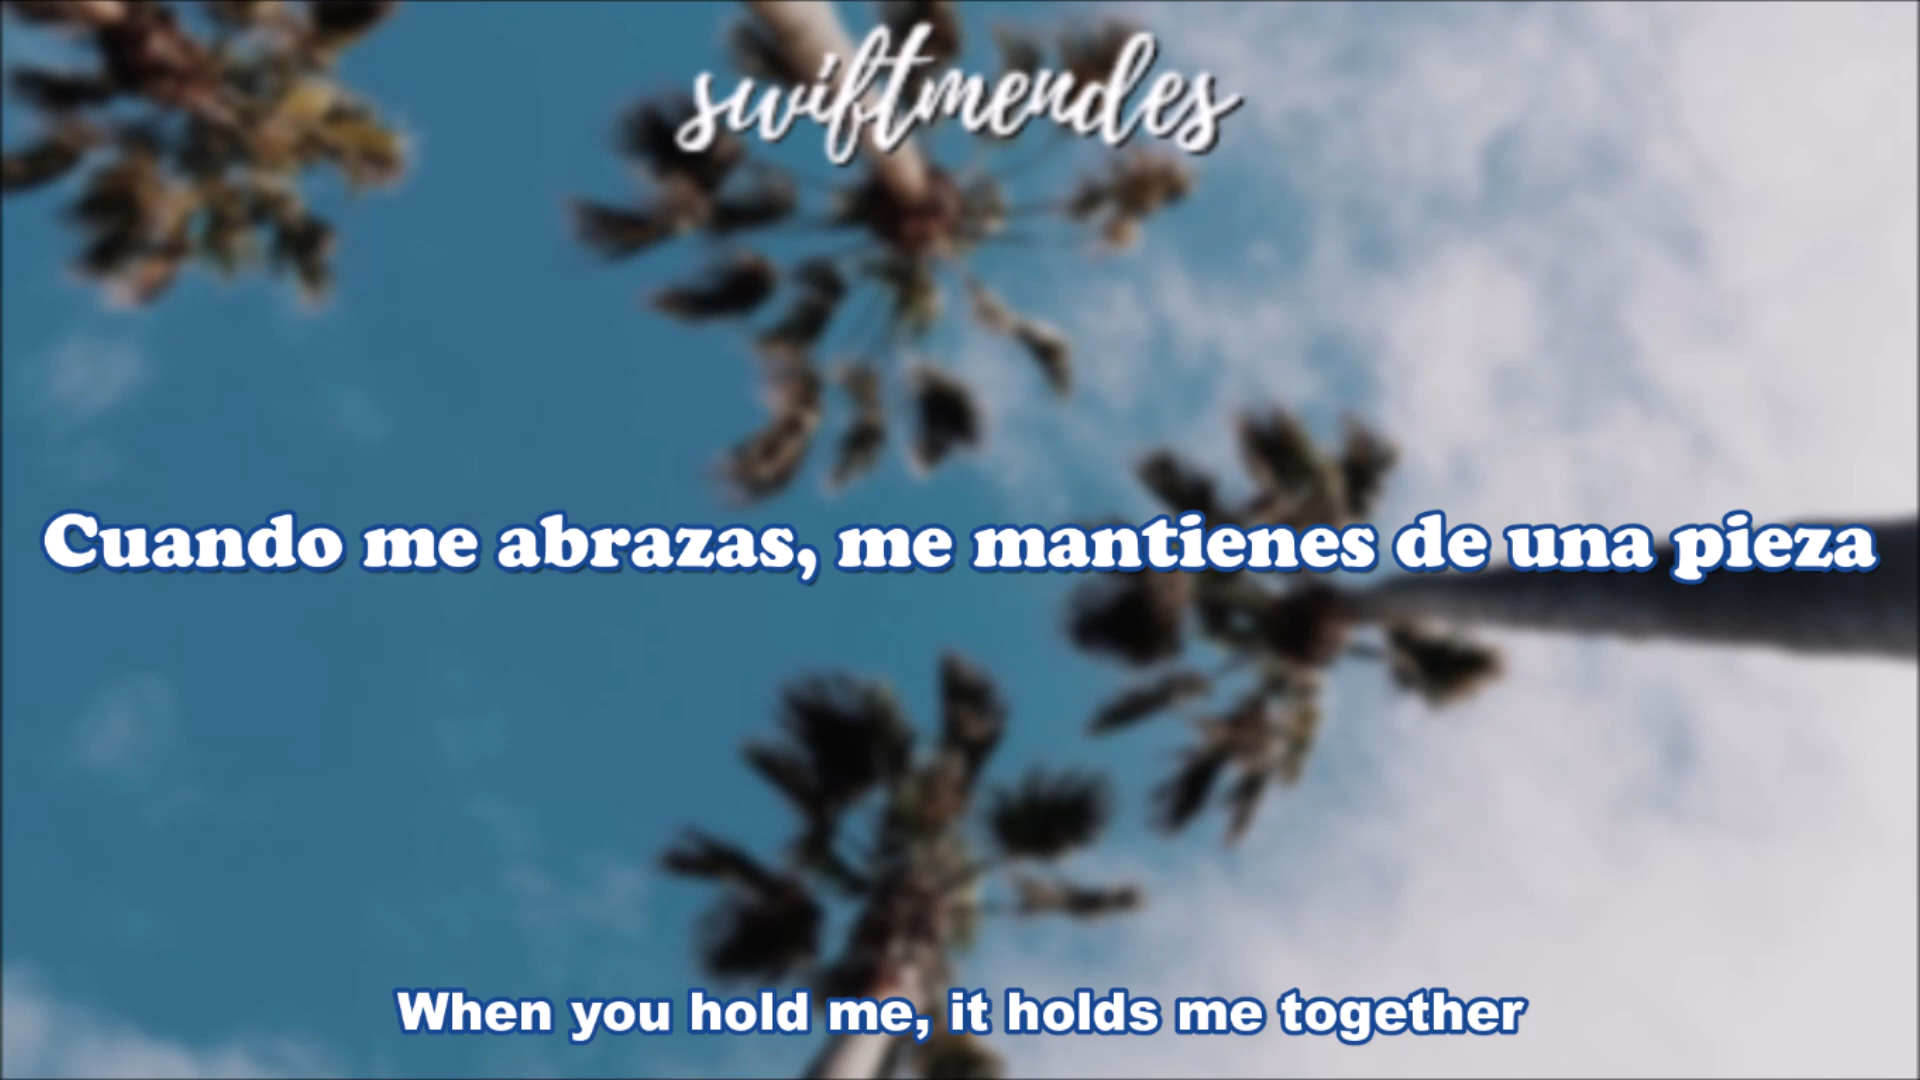 swiftmendes
Cuando me abrazas, me mantienes de una pieza
When you hold me, it holds me together